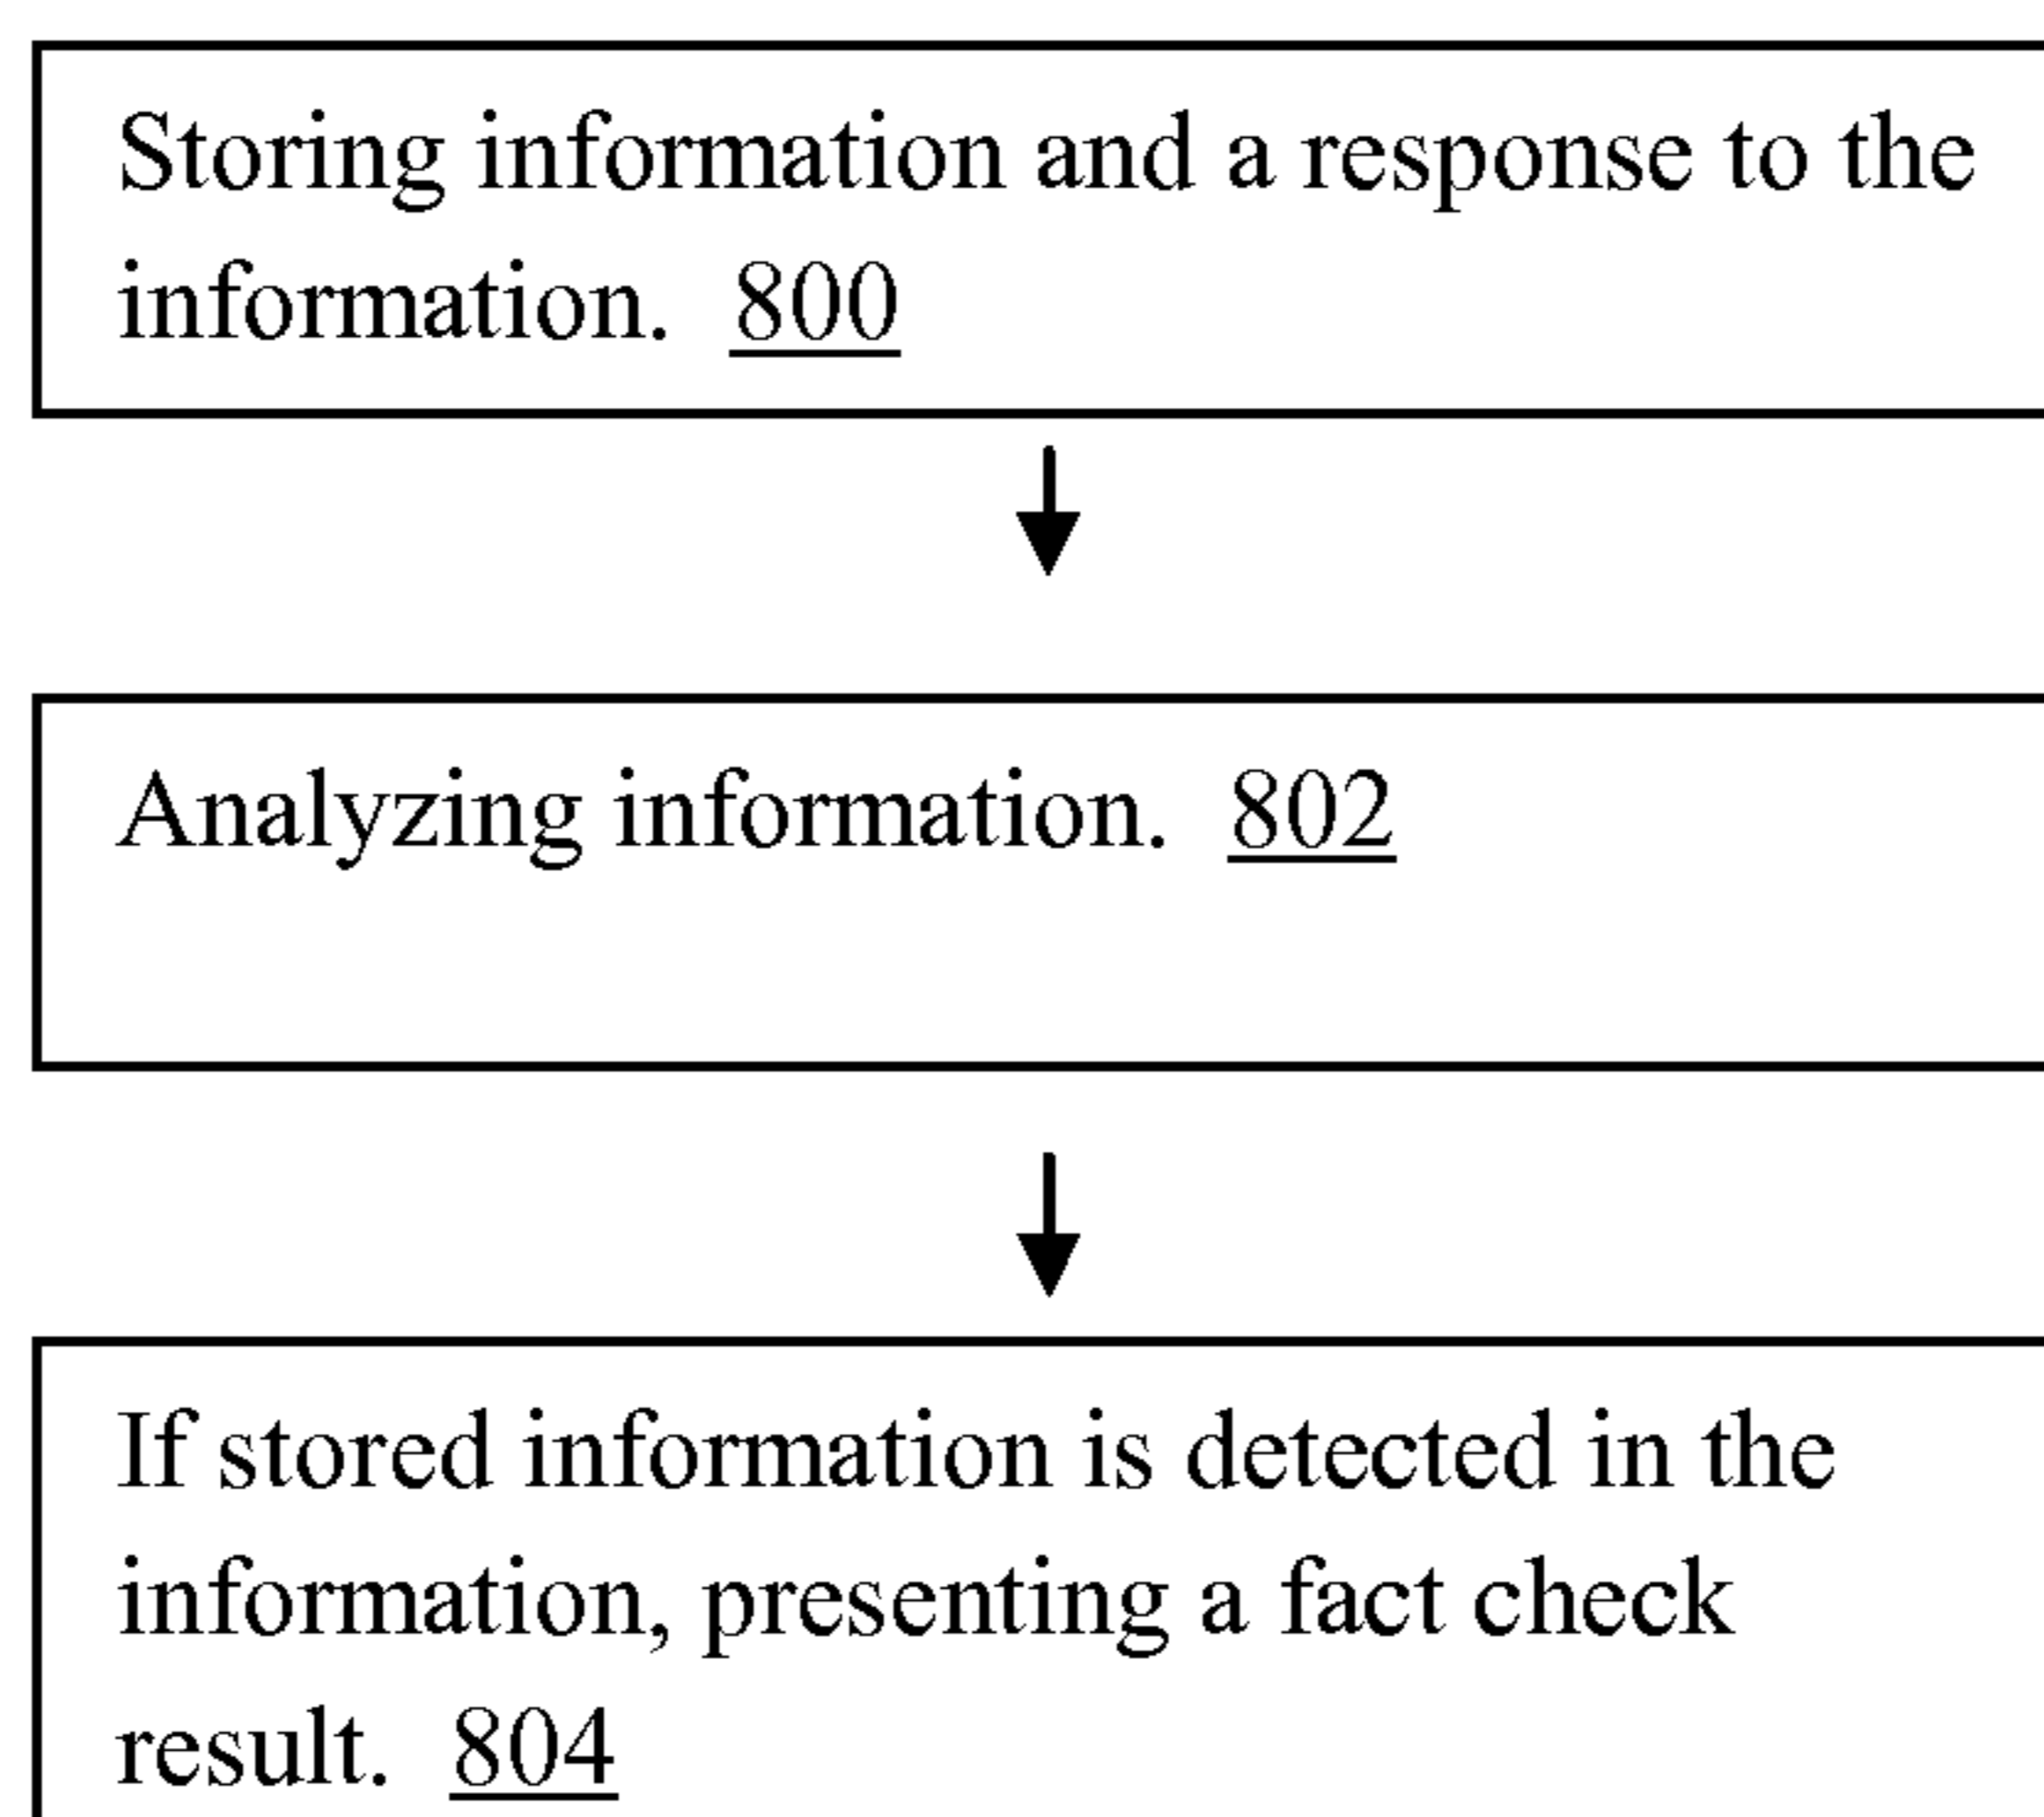 Storing information and a response to the
information. 800
Analyzing information. 802
If stored information is detected in the
information, presenting a fact check
result. 804